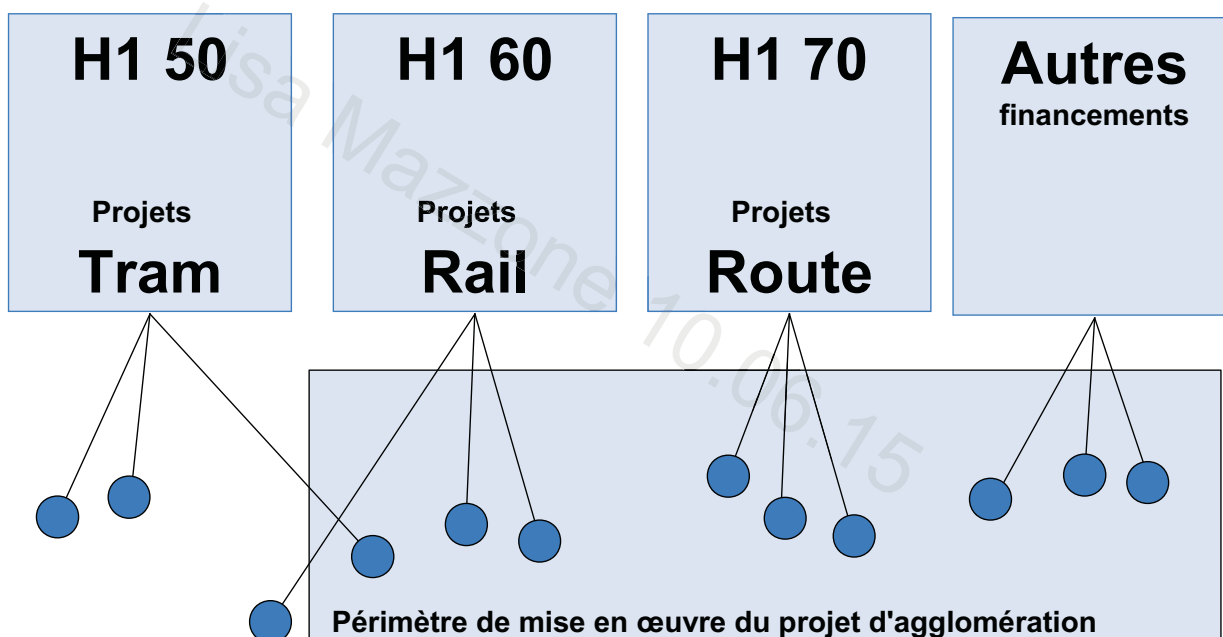 H1 50
Projets
Tram
H1 60
Projets
Rail
H1 70
Projets
Route
Autres
financements
Périmètre de mise en œuvre du projet d'agglomération
Lisa Mazzone 10.06.15